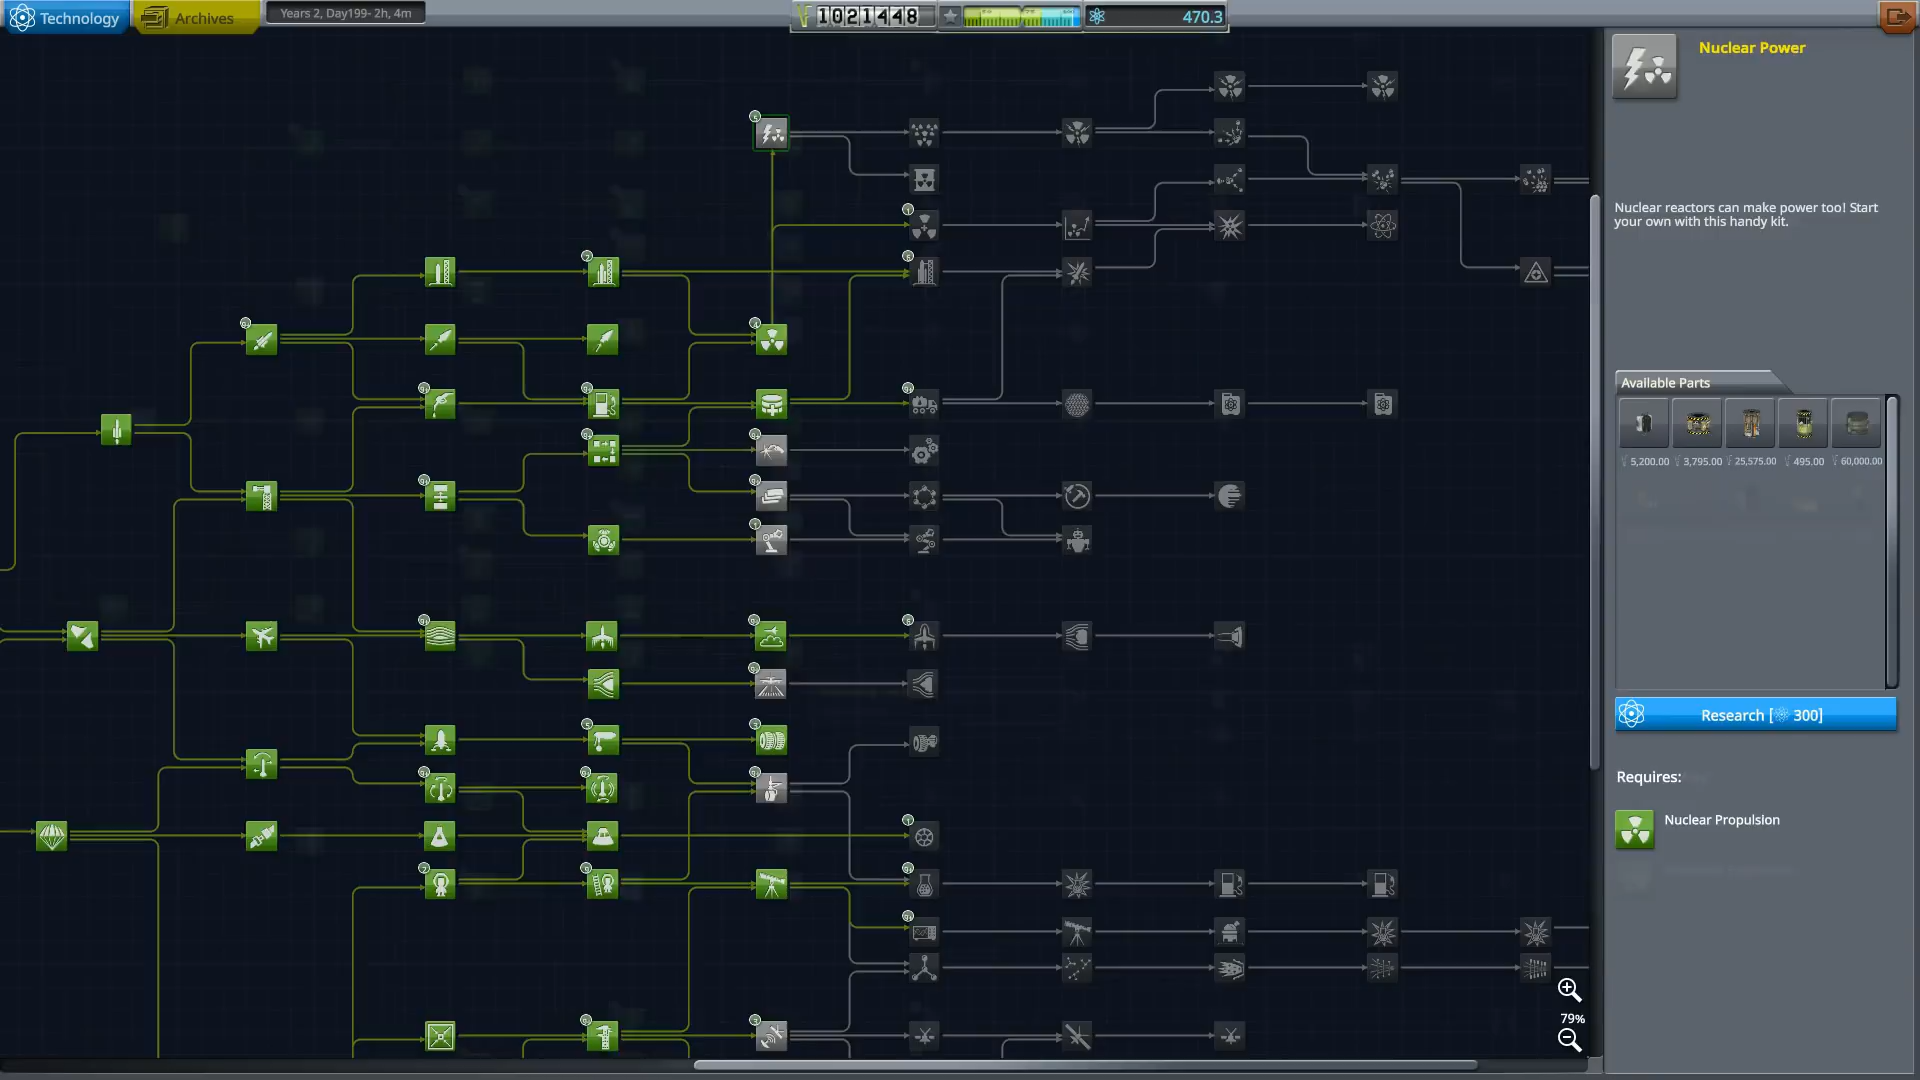 Technology
Archives
Years 2, Day199- 2h, 4m
1021448
470.3
Nuclear Power
Nuclear reactors can make power too! Start
your own with this handy kit.
Available Parts
5,200.00 3,795.00 25,575.00 495.00 60,000.00
Research [ 300]
Requires:
Nuclear Propulsion
79%